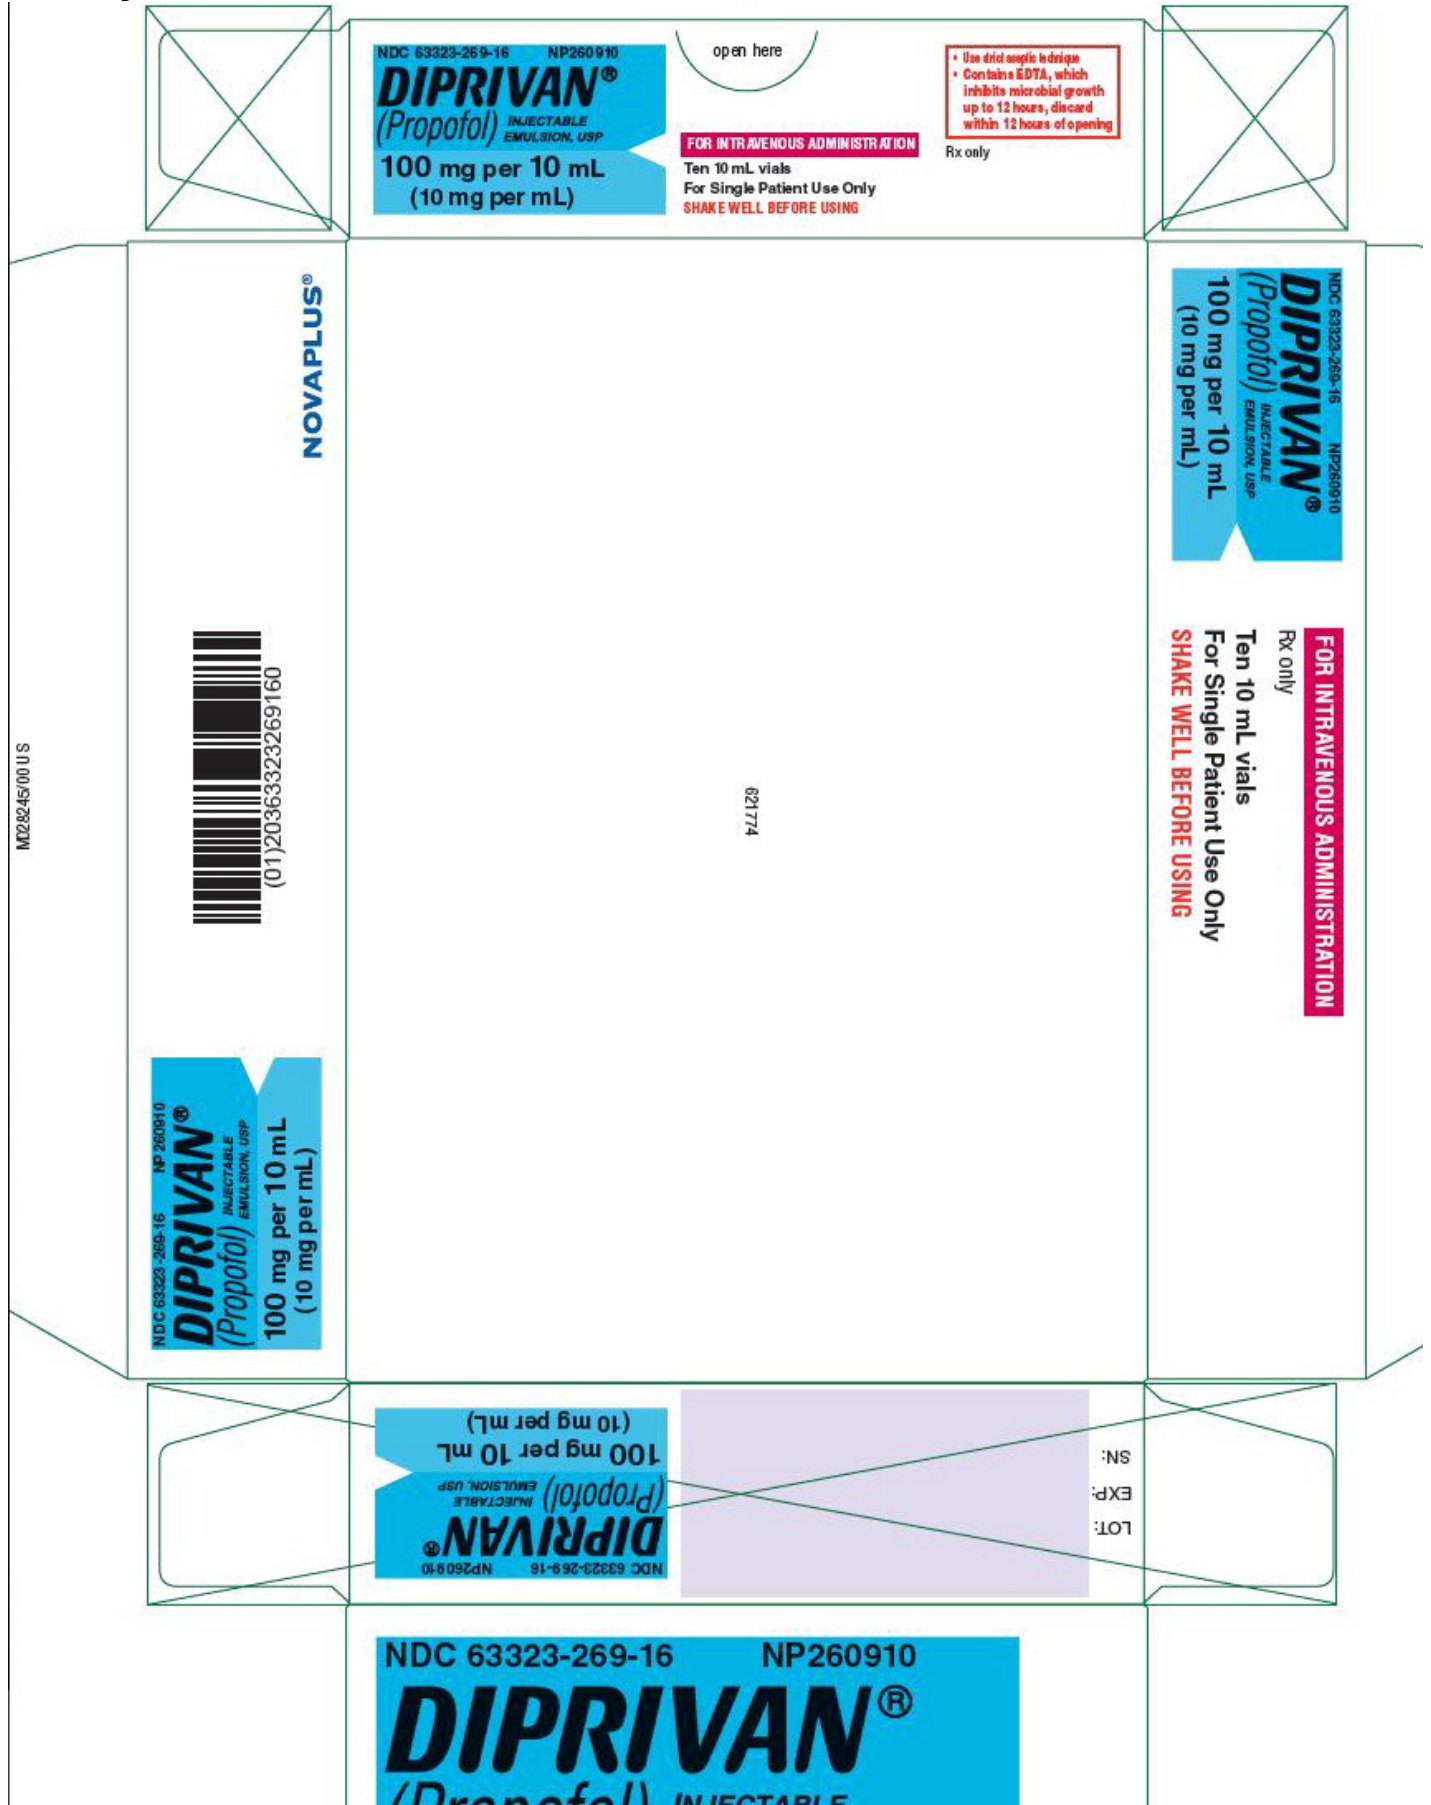 NDC 63323-269-16 NP260910
DIPRIVAN®
(Propofol) INJECTABLE
EMULSION, USP
100 mg per 10 mL
(10 mg per mL)
open here
FOR INTRAVENOUS ADMINISTRATION
Ten 10 mL vials
For Single Patient Use Only
SHAKE WELL BEFORE USING
• Use strict aseptic technique
• Contains EDTA, which
inhibits microbial growth
up to 12 hours, discard
within 12 hours of opening
Rx only
NOVAPLUS®
(01)20363323269160
M028245/00 US
NDC 63323-269-16 NP260910
DIPRIVAN®
(Propofol) INJECTABLE
EMULSION, USP
100 mg per 10 mL
(10 mg per mL)
621774
NDC 63323-269-16 NP260910
DIPRIVAN®
(Propofol) INJECTABLE
EMULSION, USP
100 mg per 10 mL
(10 mg per mL)
FOR INTRAVENOUS ADMINISTRATION
Rx only
Ten 10 mL vials
For Single Patient Use Only
SHAKE WELL BEFORE USING
NDC 63323-269-16 NP260910
DIPRIVAN®
(Propofol) INJECTABLE
EMULSION, USP
100 mg per 10 mL
(10 mg per mL)
LOT:
EXP:
SN:
NDC 63323-269-16 NP260910
DIPRIVAN®
(Propofol) INJECTABLE